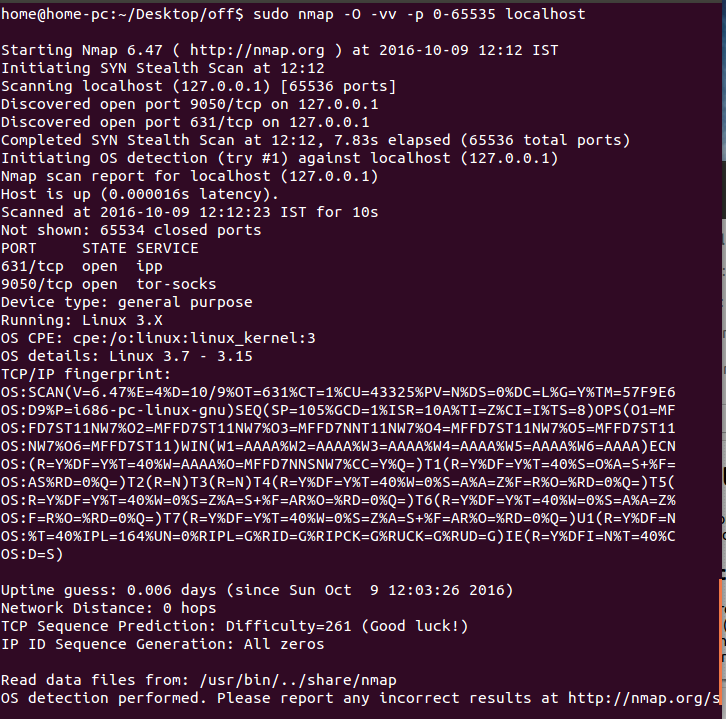 home@home-pc:~/Desktop/off$ sudo nmap -O -vv -p 0-65535 localhost
Starting Nmap 6.47 ( http://nmap.org ) at 2016-10-09 12:12 IST
Initiating SYN Stealth Scan at 12:12
Scanning localhost (127.0.0.1) [65536 ports]
Discovered open port 9050/tcp on 127.0.0.1
Discovered open port 631/tcp on 127.0.0.1
Completed SYN Stealth Scan at 12:12, 7.83s elapsed (65536 total ports)
Initiating OS detection (try #1) against localhost (127.0.0.1)
Nmap scan report for localhost (127.0.0.1)
Host is up (0.000016s latency).
Scanned at 2016-10-09 12:12:23 IST for 10s
Not shown: 65534 closed ports
PORT     STATE SERVICE
631/tcp  open  ipp
9050/tcp open  tor-socks
Device type: general purpose
Running: Linux 3.X
OS CPE: cpe:/o:linux:linux_kernel:3
OS details: Linux 3.7 - 3.15
TCP/IP fingerprint:
OS:SCAN(V=6.47%E=4%D=10/9%OT=631%CT=1%CU=43325%PV=N%DS=0%DC=L%G=Y%TM=57F9E6
OS:D9%P=i686-pc-linux-gnu)SEQ(SP=105%GCD=1%ISR=10A%TI=Z%CI=I%TS=8)OPS(O1=MF
OS:FD7ST11NW7%O2=MFFD7ST11NW7%O3=MFFD7NNT11NW7%O4=MFFD7ST11NW7%O5=MFFD7ST11
OS:NW7%O6=MFFD7ST11)WIN(W1=AAAA%W2=AAAA%W3=AAAA%W4=AAAA%W5=AAAA%W6=AAAA)ECN
OS:(R=Y%DF=Y%T=40%W=AAAA%O=MFFD7NNSNW7%CC=Y%Q=)T1(R=Y%DF=Y%T=40%S=O%A=S+%F=
OS:AS%RD=0%Q=)T2(R=N)T3(R=N)T4(R=Y%DF=Y%T=40%W=0%S=A%A=Z%F=R%O=%RD=0%Q=)T5(
OS:R=Y%DF=Y%T=40%W=0%S=Z%A=S+%F=AR%O=%RD=0%Q=)T6(R=Y%DF=Y%T=40%W=0%S=A%A=Z%
OS:F=R%O=%RD=0%Q=)T7(R=Y%DF=Y%T=40%W=0%S=Z%A=S+%F=AR%O=%RD=0%Q=)U1(R=Y%DF=N
OS:%T=40%IPL=164%UN=0%RIPL=G%RID=G%RIPCK=G%RUCK=G%RUD=G)IE(R=Y%DFI=N%T=40%C
OS:D=S)
Uptime guess: 0.006 days (since Sun Oct  9 12:03:26 2016)
Network Distance: 0 hops
TCP Sequence Prediction: Difficulty=261 (Good luck!)
IP ID Sequence Generation: All zeros
Read data files from: /usr/bin/../share/nmap
OS detection performed. Please report any incorrect results at http://nmap.org/s